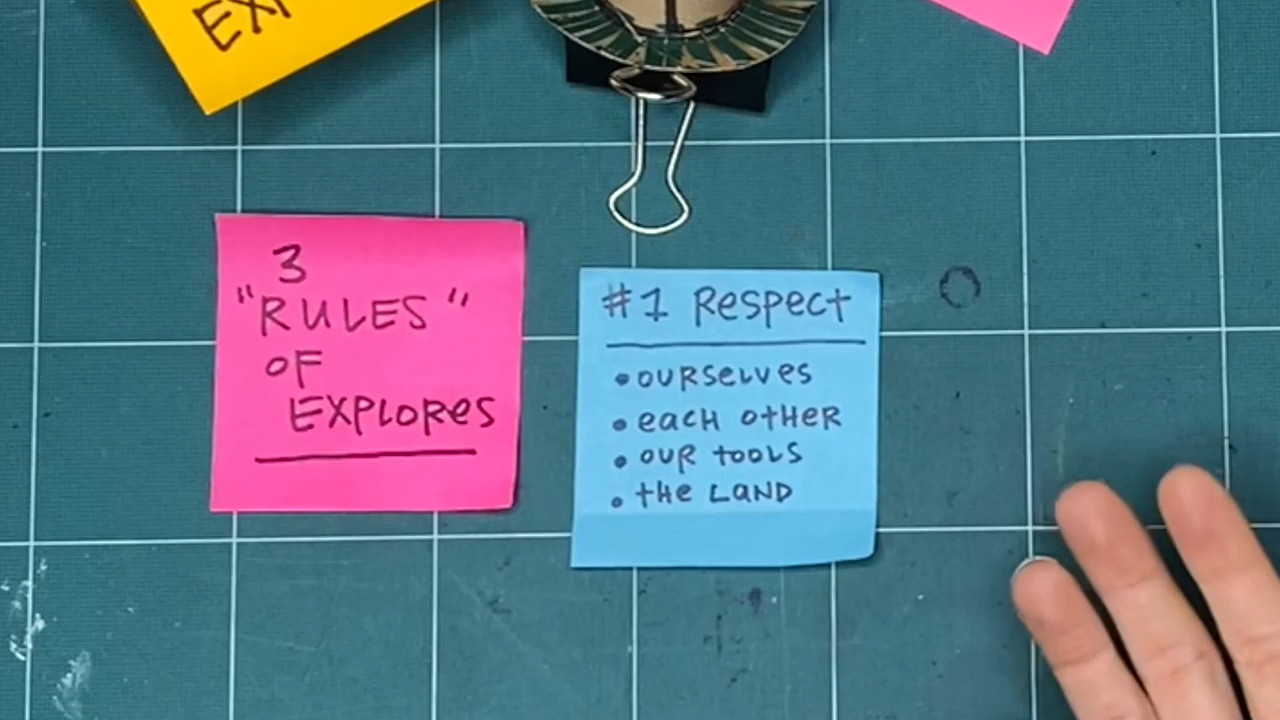 3
"RULES"
OF
EXPLORES
#1 Respect
• ourselves
• each other
• our tools
• the Land